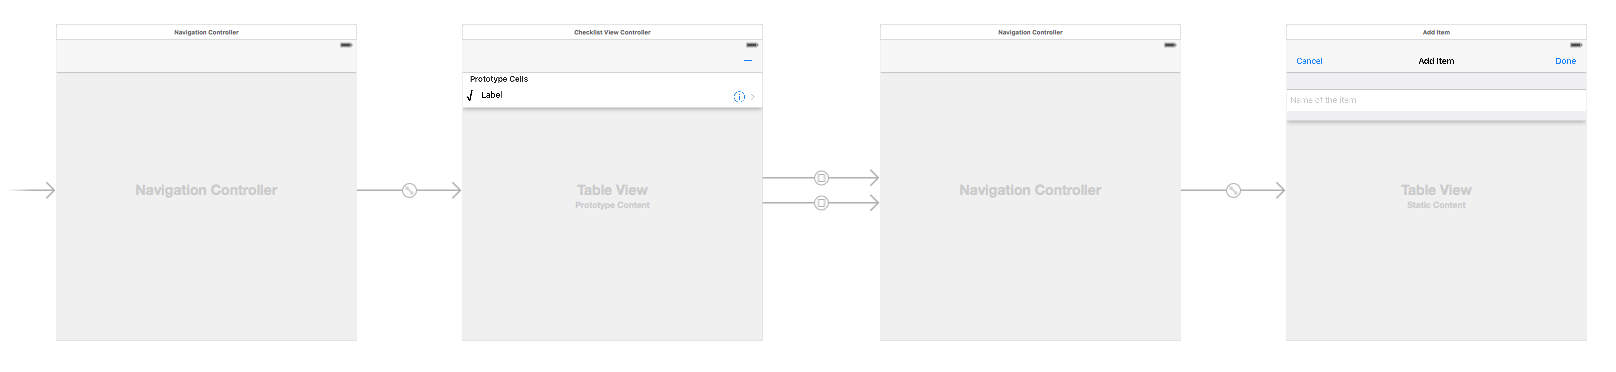 Navigation Controller
Navigation Controller
Checklist View Controller
Prototype Cells
√ Label
Table View
Prototype Content
Navigation Controller
Navigation Controller
Add Item
Cancel Add Item Done
Name of the Item
Table View
Static Content